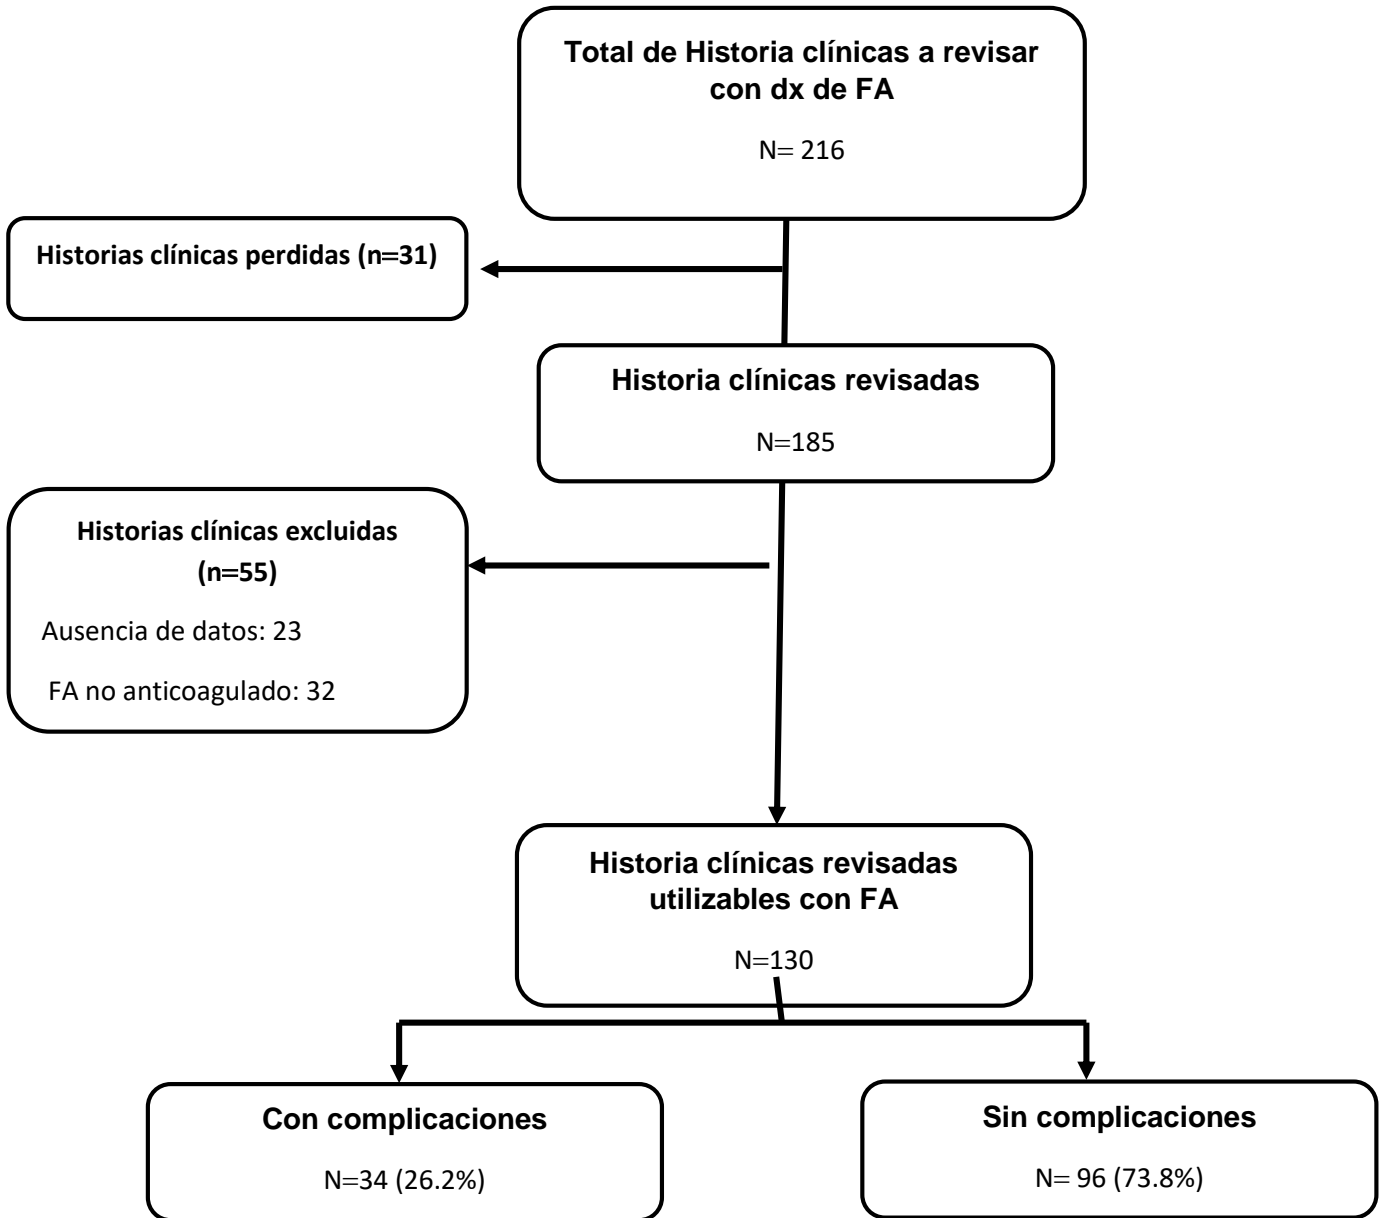 Total de Historia clínicas a revisar
con dx de FA
N= 216
Historias clínicas perdidas (n=31)
Historia clínicas revisadas
N=185
Historias clínicas excluidas
(n=55)
Ausencia de datos: 23
FA no anticoagulado: 32
Historia clínicas revisadas
utilizables con FA
N=130
Con complicaciones
N=34 (26.2%)
Sin complicaciones
N= 96 (73.8%)